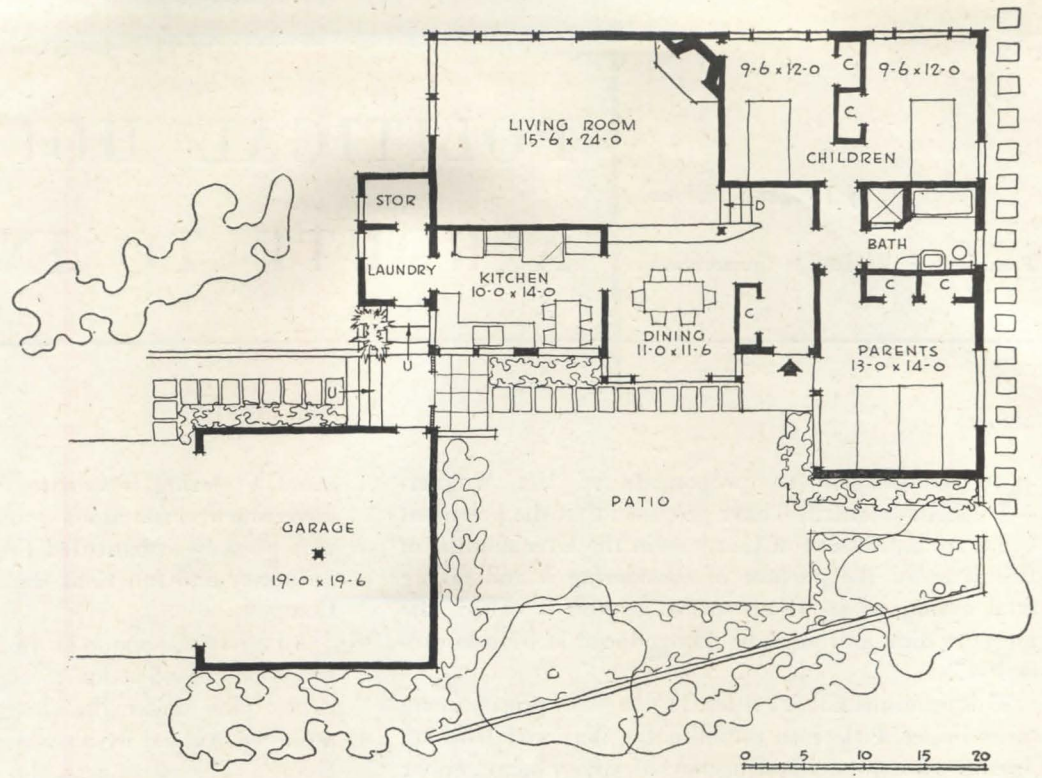 9-6 x 12-0
C
9-6 x 12-0
C
LIVING ROOM
15-6 x 24-0
CHILDREN
STOR
D
BATH
LAUNDRY
KITCHEN
10-0 x 14-0
C
C
C
DINING
11-0 x 11-6
PARENTS
13-0 x 14-0
U
U
PATIO
GARAGE
19-0 x 19-6
0 5 10 15 20